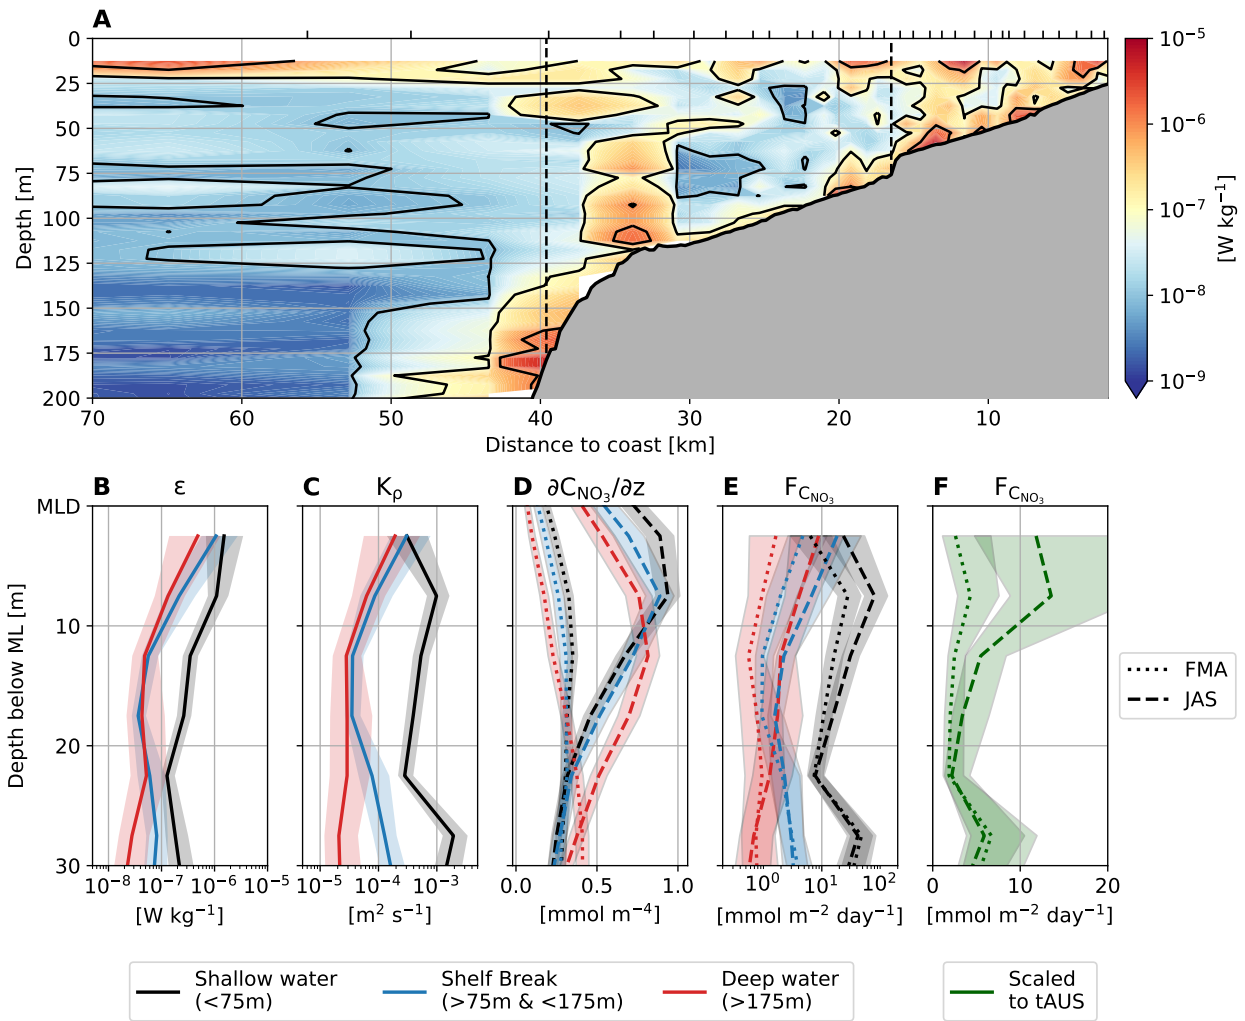 A
0
25
50
75
100
125
150
175
200
Depth [m]
70
60
50
40
30
20
10
Distance to coast [km]
10⁻⁵
10⁻⁶
10⁻⁷
10⁻⁸
10⁻⁹
[W kg⁻¹]
B ε
C Kρ
D ∂C_NO₃/∂z
E F_C_NO₃
F F_C_NO₃
MLD
10
20
30
Depth below ML [m]
10⁻⁸ 10⁻⁷ 10⁻⁶ 10⁻⁵
[W kg⁻¹]
10⁻⁵ 10⁻⁴ 10⁻³
[m² s⁻¹]
0.0 0.5 1.0
[mmol m⁻⁴]
10⁰ 10¹ 10²
[mmol m⁻² day⁻¹]
0 10 20
[mmol m⁻² day⁻¹]
FMA
JAS
Shallow water
(<75m)
Shelf Break
(>75m & <175m)
Deep water
(>175m)
Scaled
to tAUS